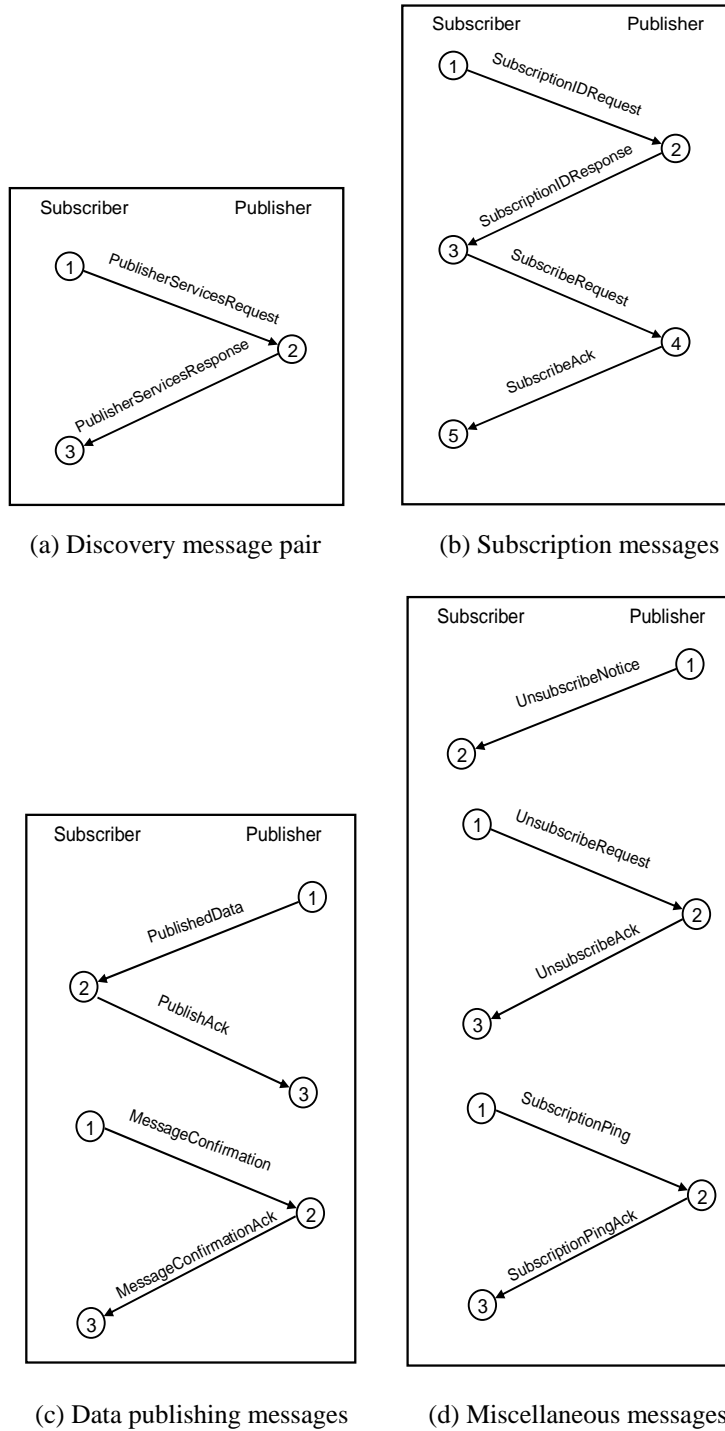 Subscriber Publisher
1
PublisherServicesRequest
2
PublisherServicesResponse
3
(a) Discovery message pair
Subscriber Publisher
1
SubscriptionIDRequest
2
SubscriptionIDResponse
3
SubscribeRequest
4
SubscribeAck
5
(b) Subscription messages
Subscriber Publisher
1
PublishedData
2
PublishAck
3
1
MessageConfirmation
2
MessageConfirmationAck
3
(c) Data publishing messages
Subscriber Publisher
1
UnsubscribeNotice
2
1
UnsubscribeRequest
2
UnsubscribeAck
3
1
SubscriptionPing
2
SubscriptionPingAck
3
(d) Miscellaneous messages